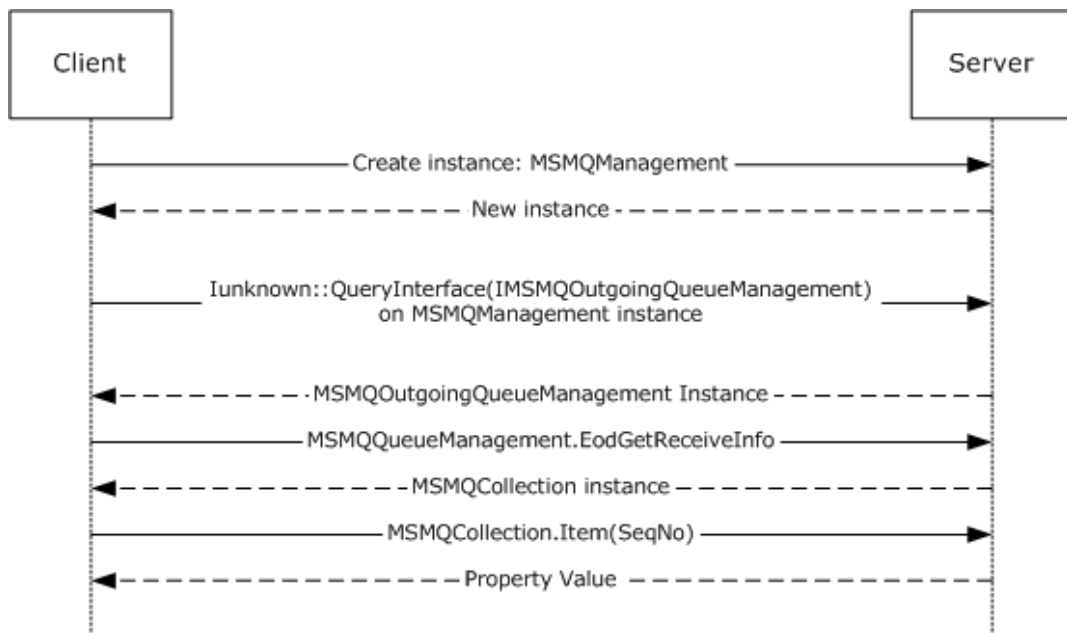 Client
Server
Create instance: MSMQManagement
New instance
Iunknown::QueryInterface(IMSMQOutgoingQueueManagement)
on MSMQManagement instance
MSMQOutgoingQueueManagement Instance
MSMQQueueManagement.EodGetReceiveInfo
MSMQCollection instance
MSMQCollection.Item(SeqNo)
Property Value